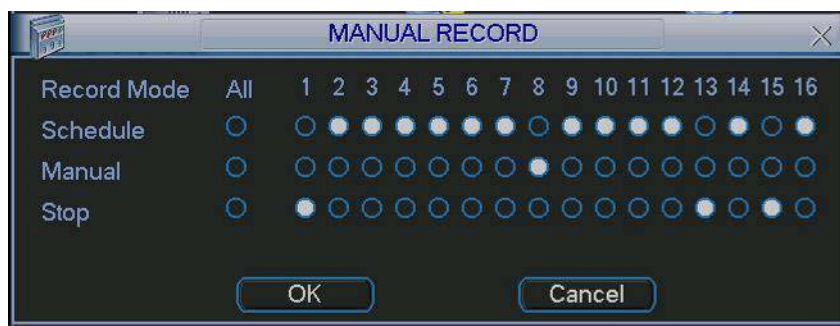 MANUAL RECORD
Record Mode All 1 2 3 4 5 6 7 8 9 10 11 12 13 14 15 16
Schedule
Manual
Stop
OK Cancel